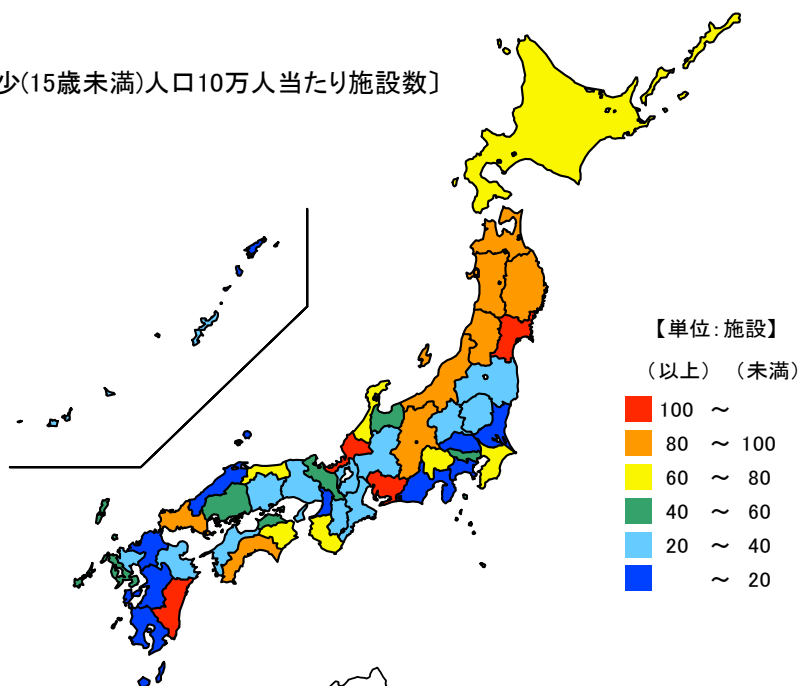 少(15歳未満)人口10万人当たり施設数〕
【単位:施設】
(以上) (未満)
100 ～
80 ～ 100
60 ～ 80
40 ～ 60
20 ～ 40
～ 20